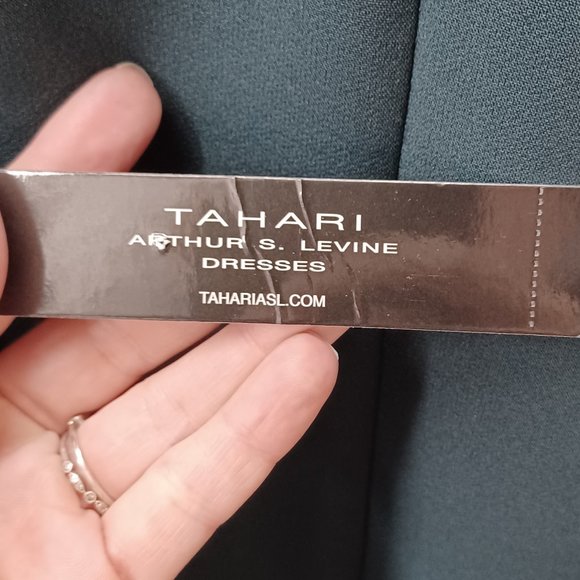 TAHARI
ARTHUR S. LEVINE
DRESSES
TAHARIASL.COM